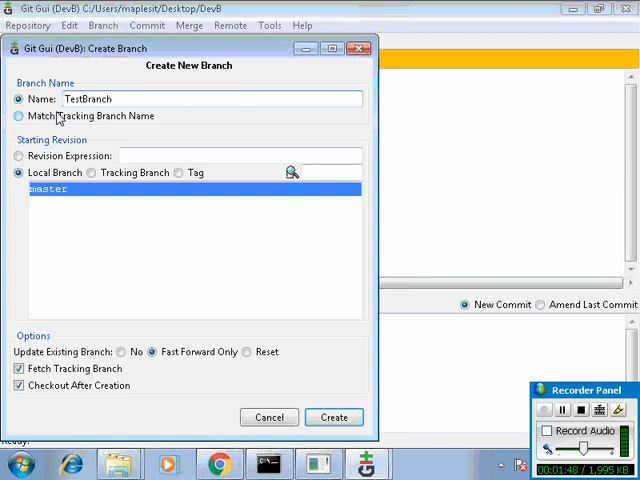 Git Gui (DevB) C:/Users/maplesit/Desktop/DevB
Repository Edit Branch Commit Merge Remote Tools Help
Git Gui (DevB): Create Branch
Create New Branch
Branch Name
Name: TestBranch
Match Tracking Branch Name
Starting Revision
Revision Expression:
Local Branch Tracking Branch Tag
master
New Commit Amend Last Commit
Options
Update Existing Branch: No Fast Forward Only Reset
Fetch Tracking Branch
Checkout After Creation
Cancel Create
Recorder Panel
Record Audio
00:01:48 / 1,995 KB